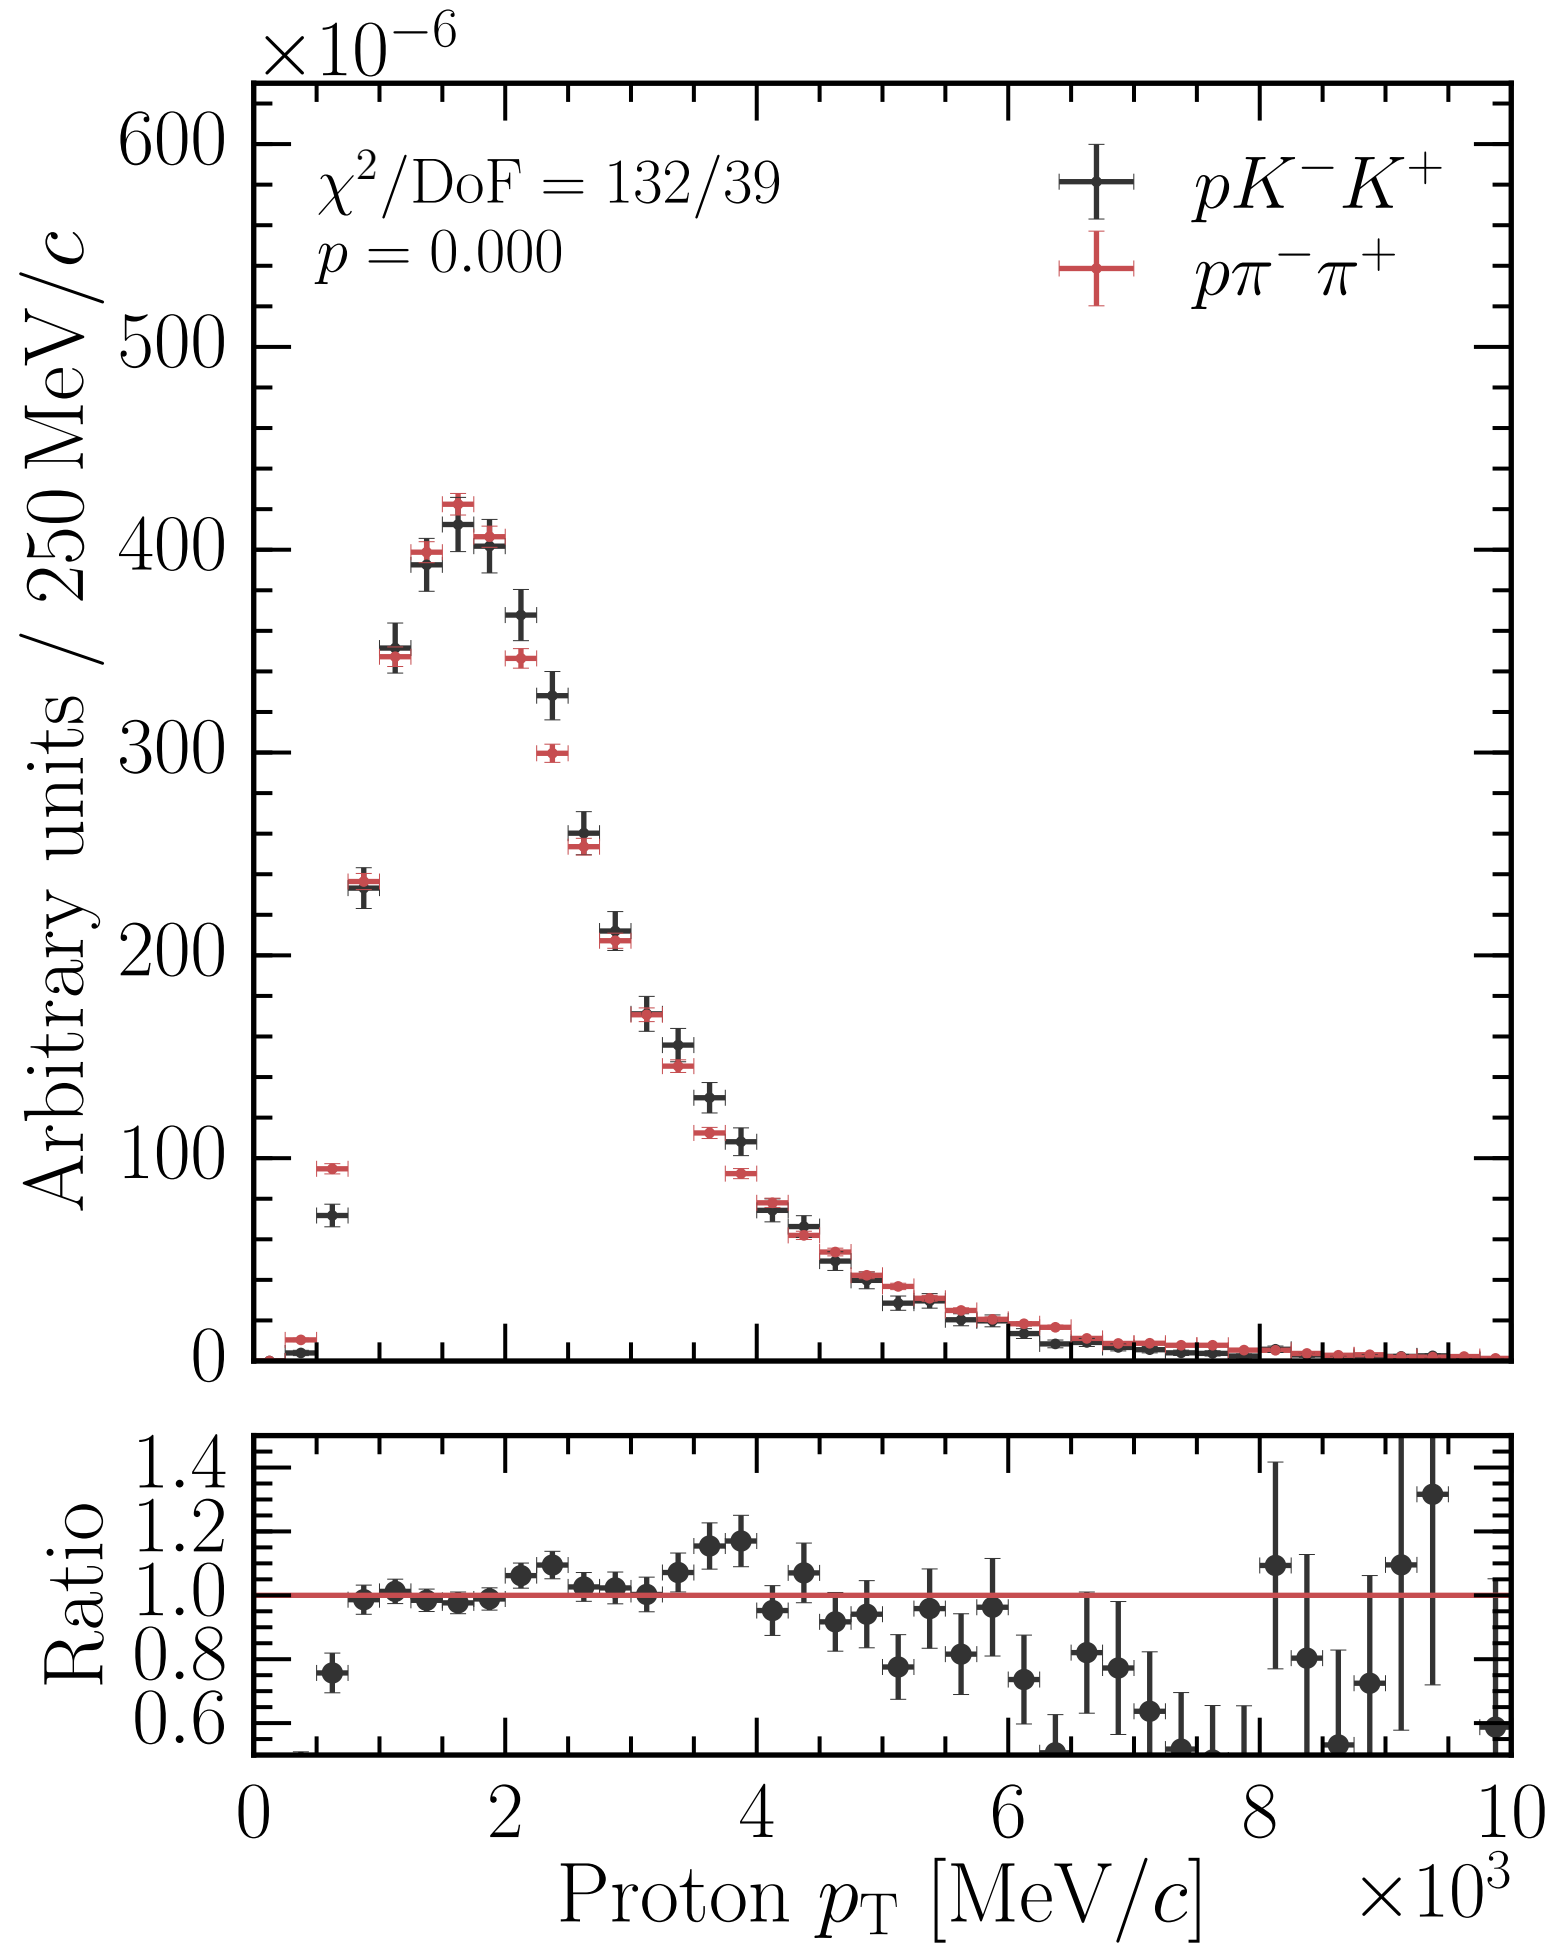 ×10⁻⁶
χ²/DoF = 132/39
p = 0.000
pK⁻K⁺
pπ⁻π⁺
Arbitrary units / 250 MeV/c
600
500
400
300
200
100
0
Ratio
1.4
1.2
1.0
0.8
0.6
0 2 4 6 8 10
Proton p_T [MeV/c]
×10³